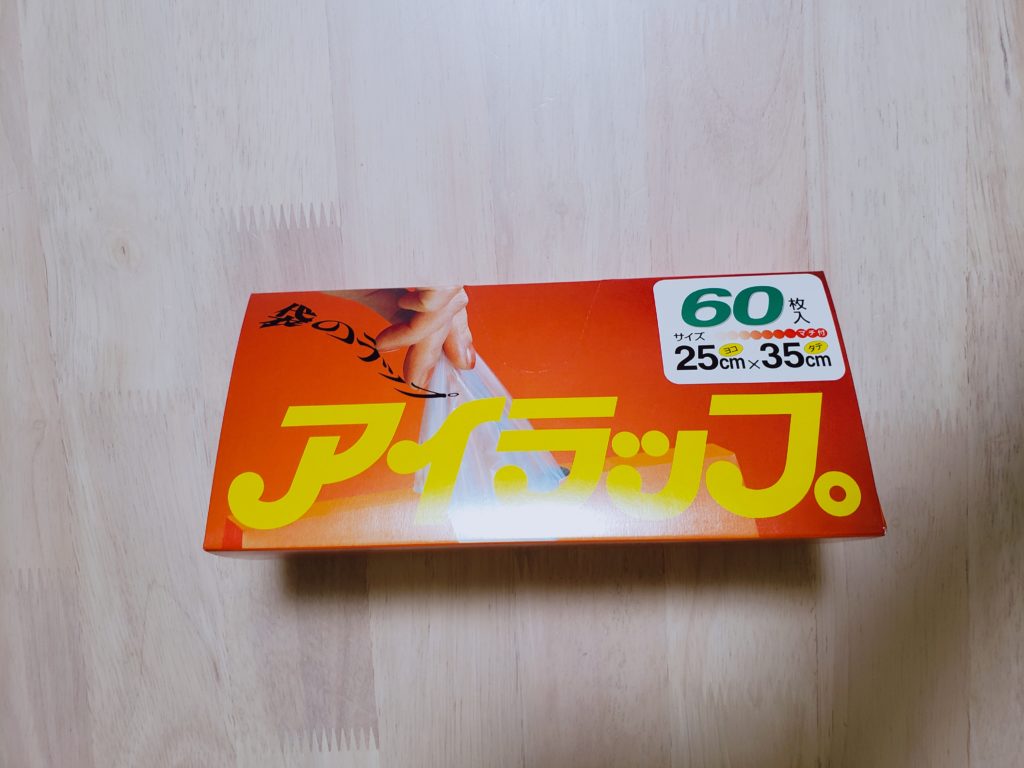 袋のラップ。
アイラップ。
60枚入
サイズ マチ付
25cm ヨコ × 35cm タテ